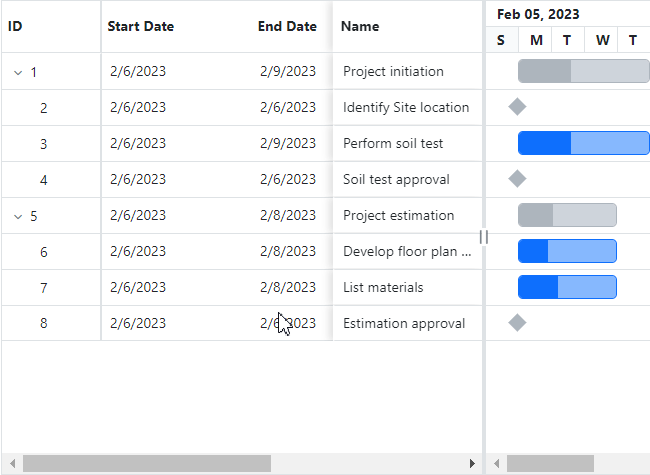 ID Start Date End Date Name Feb 05, 2023
S M T W T
1 2/6/2023 2/9/2023 Project initiation
2 2/6/2023 2/6/2023 Identify Site location
3 2/6/2023 2/9/2023 Perform soil test
4 2/6/2023 2/6/2023 Soil test approval
5 2/6/2023 2/8/2023 Project estimation
6 2/6/2023 2/8/2023 Develop floor plan ...
7 2/6/2023 2/8/2023 List materials
8 2/6/2023 2/6/2023 Estimation approval